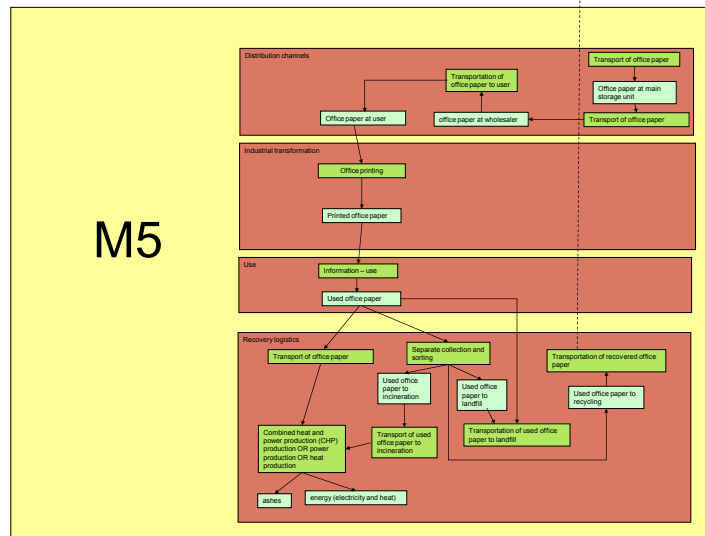 M5
Distribution channels
Transport of office paper
Office paper at main
storage unit
Transport of office paper
Transportation of
office paper to user
office paper at wholesaler
Office paper at user
Industrial transformation
Office printing
Printed office paper
Use
Information – use
Used office paper
Recovery logistics
Transport of office paper
Separate collection and
sorting
Transportation of recovered office
paper
Used office
paper to
incineration
Used office
paper to
landfill
Used office paper to
recycling
Combined heat and
power production (CHP)
production OR power
production OR heat
production
Transport of used
office paper to
incineration
Transportation of used office
paper to landfill
ashes
energy (electricity and heat)